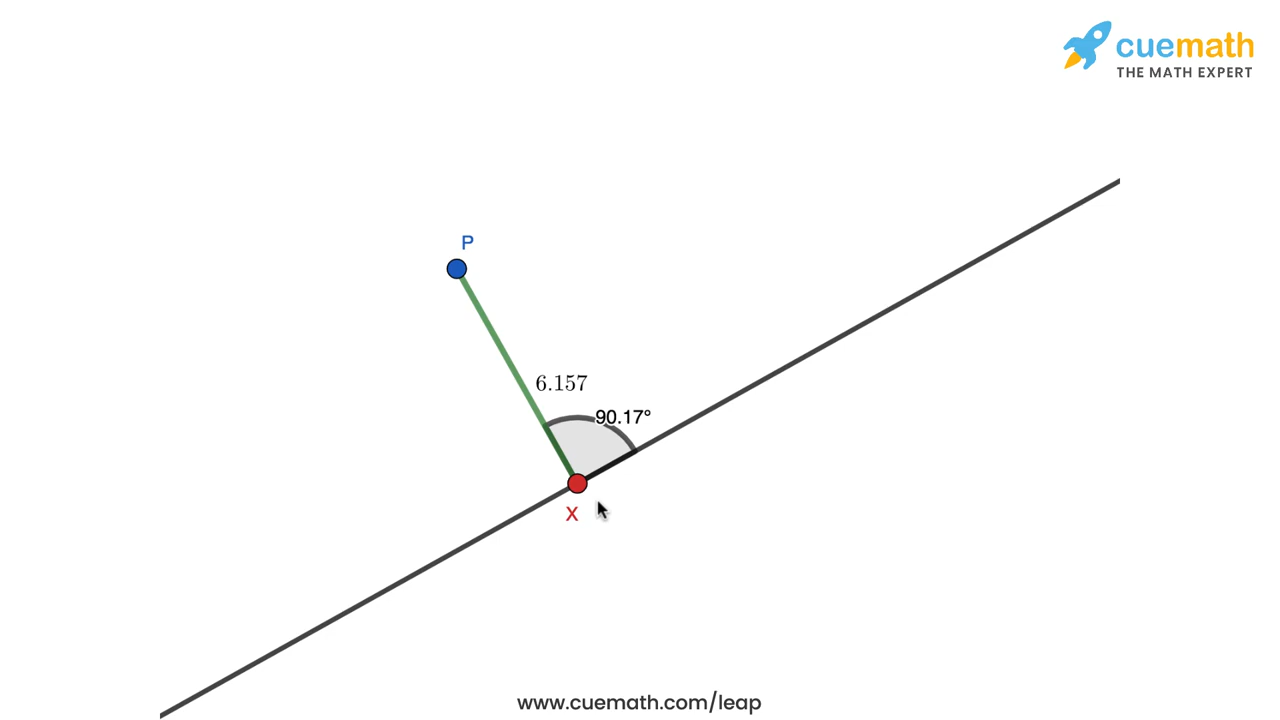 cuemath
THE MATH EXPERT
P
6.157
90.17°
X
www.cuemath.com/leap